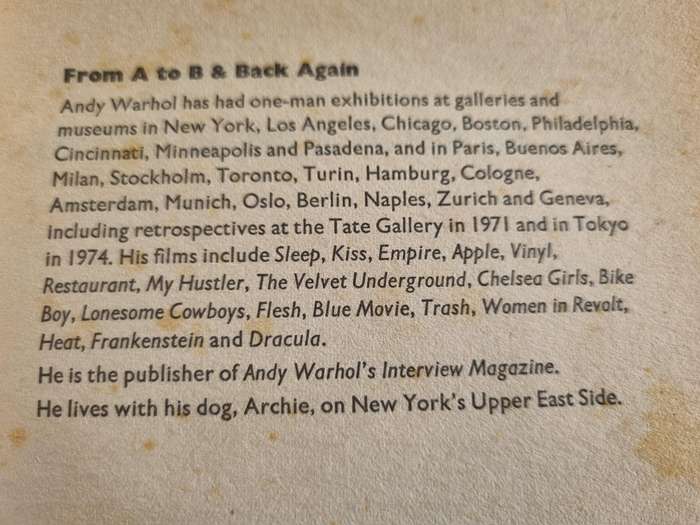 From A to B & Back Again
Andy Warhol has had one-man exhibitions at galleries and
museums in New York, Los Angeles, Chicago, Boston, Philadelphia,
Cincinnati, Minneapolis and Pasadena, and in Paris, Buenos Aires,
Milan, Stockholm, Toronto, Turin, Hamburg, Cologne,
Amsterdam, Munich, Oslo, Berlin, Naples, Zurich and Geneva,
including retrospectives at the Tate Gallery in 1971 and in Tokyo
in 1974. His films include Sleep, Kiss, Empire, Apple, Vinyl,
Restaurant, My Hustler, The Velvet Underground, Chelsea Girls, Bike
Boy, Lonesome Cowboys, Flesh, Blue Movie, Trash, Women in Revolt,
Heat, Frankenstein and Dracula.
He is the publisher of Andy Warhol's Interview Magazine.
He lives with his dog, Archie, on New York's Upper East Side.